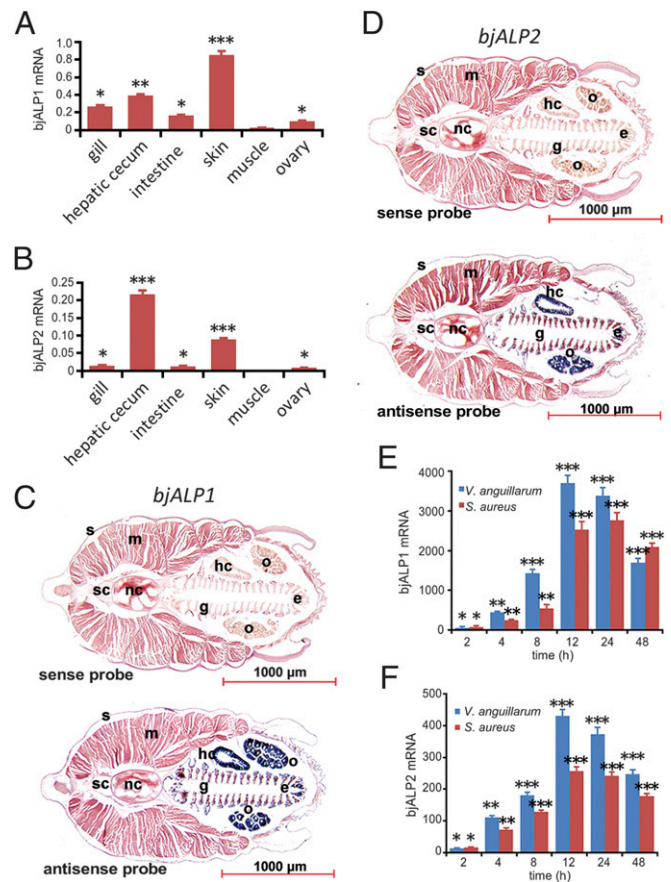 A
bjALP1 mRNA
1.0
0.8
0.6
0.4
0.2
0
*
**
*
***
*
gill
hepatic cecum
intestine
skin
muscle
ovary
B
bjALP2 mRNA
0.25
0.20
0.15
0.10
0.05
0
*
***
*
***
*
gill
hepatic cecum
intestine
skin
muscle
ovary
C
bjALP1
s
m
hc
o
sc
nc
g
e
o
sense probe
1000 µm
s
m
hc
o
sc
nc
g
e
o
antisense probe
1000 µm
D
bjALP2
s
m
hc
o
sc
nc
g
e
o
sense probe
1000 µm
s
m
hc
sc
nc
g
e
o
antisense probe
1000 µm
E
bjALP1 mRNA
4000
3000
2000
1000
0
V. anguillarum
S. aureus
* *
** **
*** **
*** ***
*** ***
***
2 4 8 12 24 48
time (h)
F
bjALP2 mRNA
500
400
300
200
100
0
V. anguillarum
S. aureus
* *
** **
*** ***
*** ***
*** ***
*** ***
2 4 8 12 24 48
time (h)